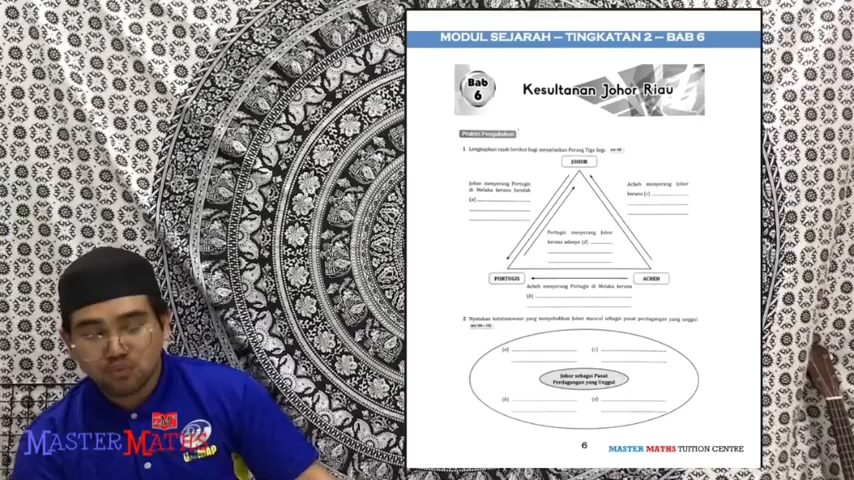 MODUL SEJARAH – TINGKATAN 2 – BAB 6
Bab
6
Kesultanan Johor Riau
Praktis Pengukuhan
1 Lengkapkan rajah berikut bagi menjelaskan Perang Tiga Segi.
JOHOR
Johor menyerang Portugis
di Melaka kerana hendak
(a)
Acheh menyerang Johor
kerana (c)
Portugis menyerang Johor
kerana adanya (d)
PORTUGIS
ACHEH
Acheh menyerang Portugis di Melaka kerana
(b)
2 Nyatakan keistimewaan yang menyebabkan Johor muncul sebagai pusat perdagangan yang unggul
(a)
(c)
Johor sebagai Pusat
Perdagangan yang Unggul
(b)
(d)
6
MASTER MATHS TUITION CENTRE
MASTER MATHS